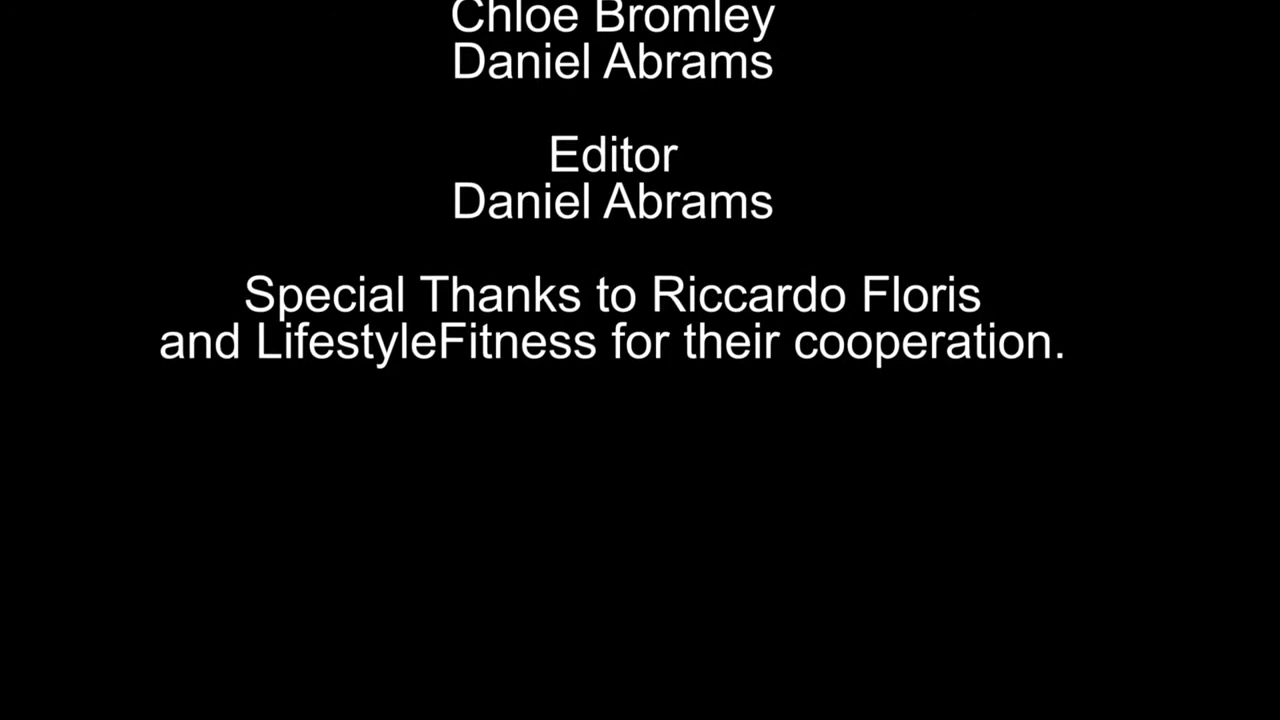 Chloe Bromley
Daniel Abrams
Editor
Daniel Abrams
Special Thanks to Riccardo Floris
and LifestyleFitness for their cooperation.